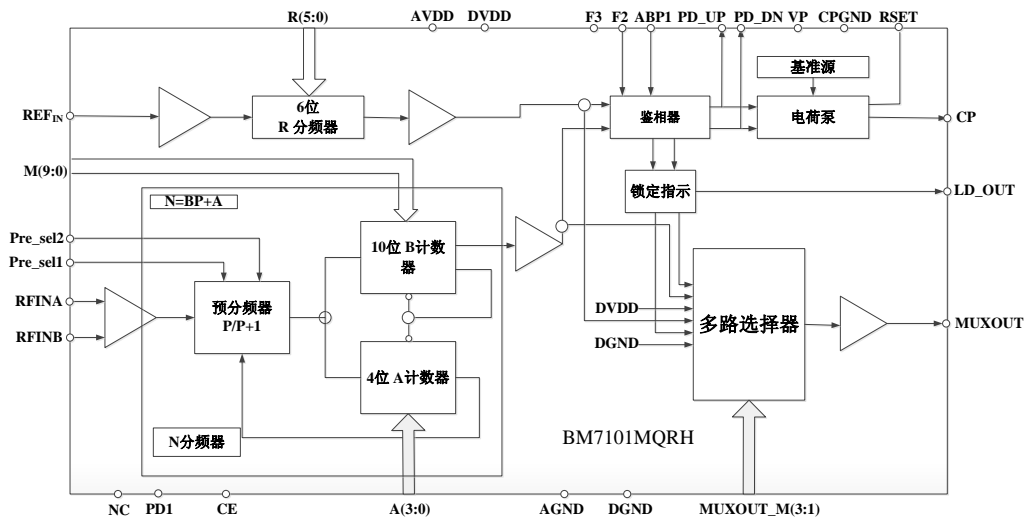 R(5:0)
AVDD
DVDD
F3
F2
ABP1
PD_UP
PD_DN
VP
CPGND
RSET
基准源
REFIN
6位
R 分频器
鉴相器
电荷泵
CP
M(9:0)
锁定指示
LD_OUT
N=BP+A
Pre_sel2
Pre_sel1
10位 B计数
器
RFINA
RFINB
预分频器
P/P+1
DVDD
DGND
多路选择器
MUXOUT
4位 A计数器
N分频器
BM7101MQRH
NC
PD1
CE
A(3:0)
AGND
DGND
MUXOUT_M(3:1)